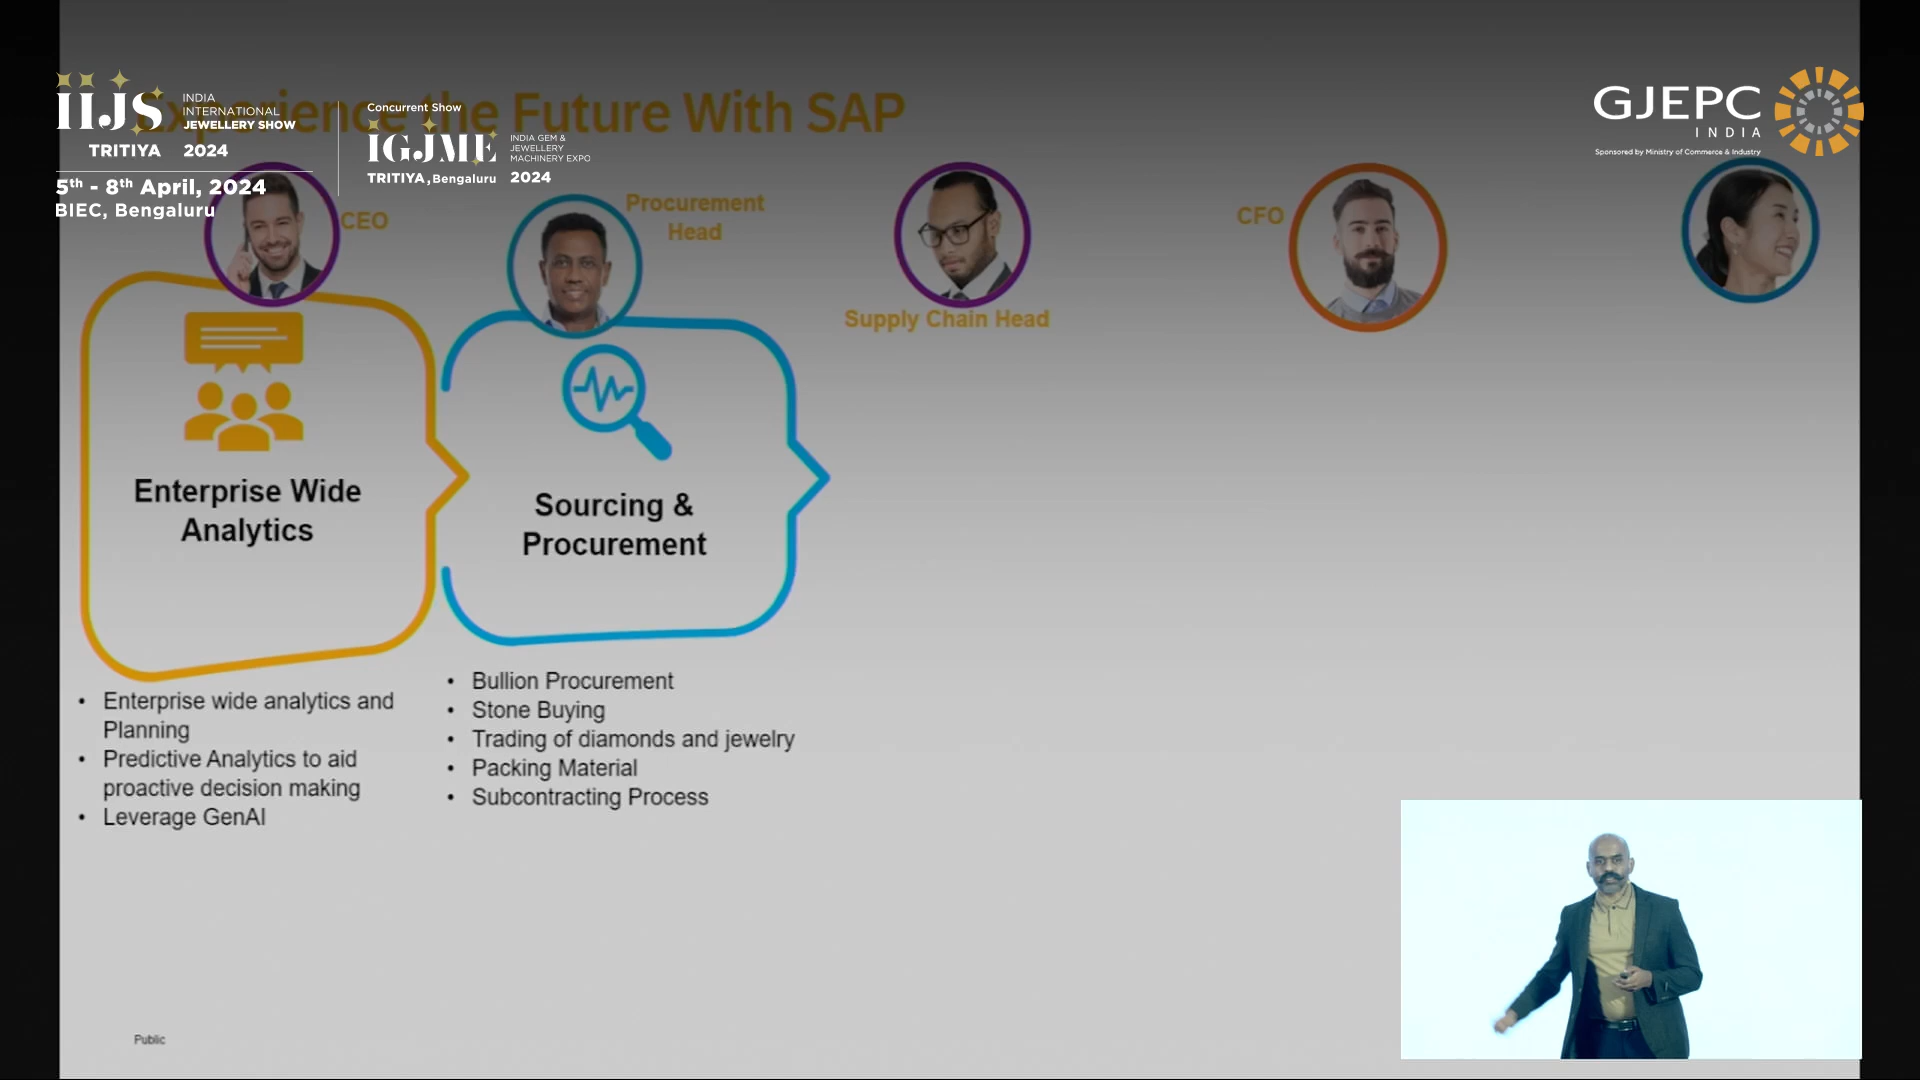 IIJS
INDIA
INTERNATIONAL
JEWELLERY SHOW
TRITIYA 2024
5th - 8th April, 2024
BIEC, Bengaluru
Concurrent Show
IGJME
INDIA GEM &
JEWELLERY
MACHINERY EXPO
TRITIYA, Bengaluru 2024
Experience the Future With SAP
GJEPC
INDIA
Sponsored by Ministry of Commerce & Industry
CEO
Procurement
Head
Supply Chain Head
CFO
Enterprise Wide
Analytics
Sourcing &
Procurement
• Enterprise wide analytics and
Planning
• Predictive Analytics to aid
proactive decision making
• Leverage GenAI
• Bullion Procurement
• Stone Buying
• Trading of diamonds and jewelry
• Packing Material
• Subcontracting Process
Public